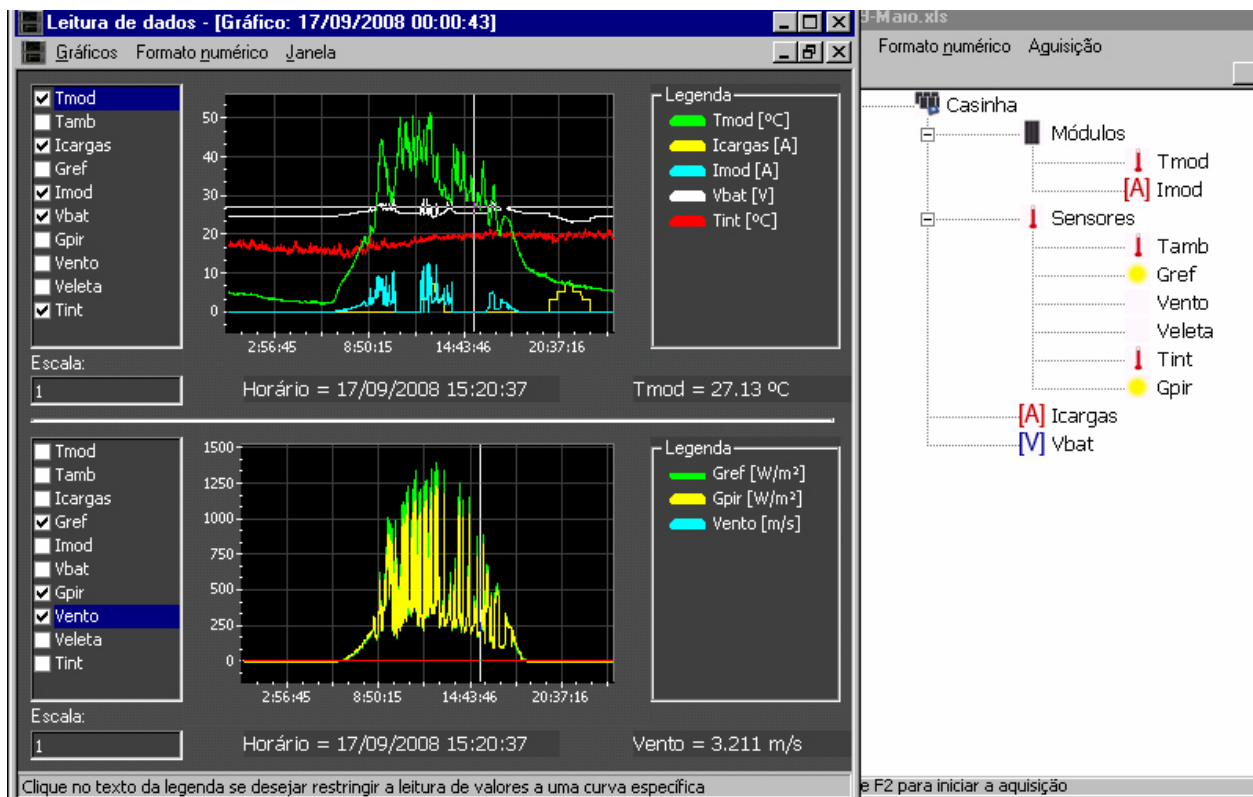 Leitura de dados - [Gráfico: 17/09/2008 00:00:43]
Gráficos Formato numérico Janela
Tmod
Tamb
Icargas
Gref
Imod
Vbat
Gpir
Vento
Veleta
Tint
Escala:
1
50
40
30
20
10
0
2:56:45 8:50:15 14:43:46 20:37:16
Legenda
Tmod [ºC]
Icargas [A]
Imod [A]
Vbat [V]
Tint [ºC]
Horário = 17/09/2008 15:20:37
Tmod = 27.13 ºC
Tmod
Tamb
Icargas
Gref
Imod
Vbat
Gpir
Vento
Veleta
Tint
Escala:
1
1500
1250
1000
750
500
250
0
2:56:45 8:50:15 14:43:46 20:37:16
Legenda
Gref [W/m²]
Gpir [W/m²]
Vento [m/s]
Horário = 17/09/2008 15:20:37
Vento = 3.211 m/s
Clique no texto da legenda se desejar restringir a leitura de valores a uma curva específica
-Maio.xls
Formato numérico Aquisição
Casinha
Módulos
Tmod
[A] Imod
Sensores
Tamb
Gref
Vento
Veleta
Tint
Gpir
[A] Icargas
[V] Vbat
e F2 para iniciar a aquisição